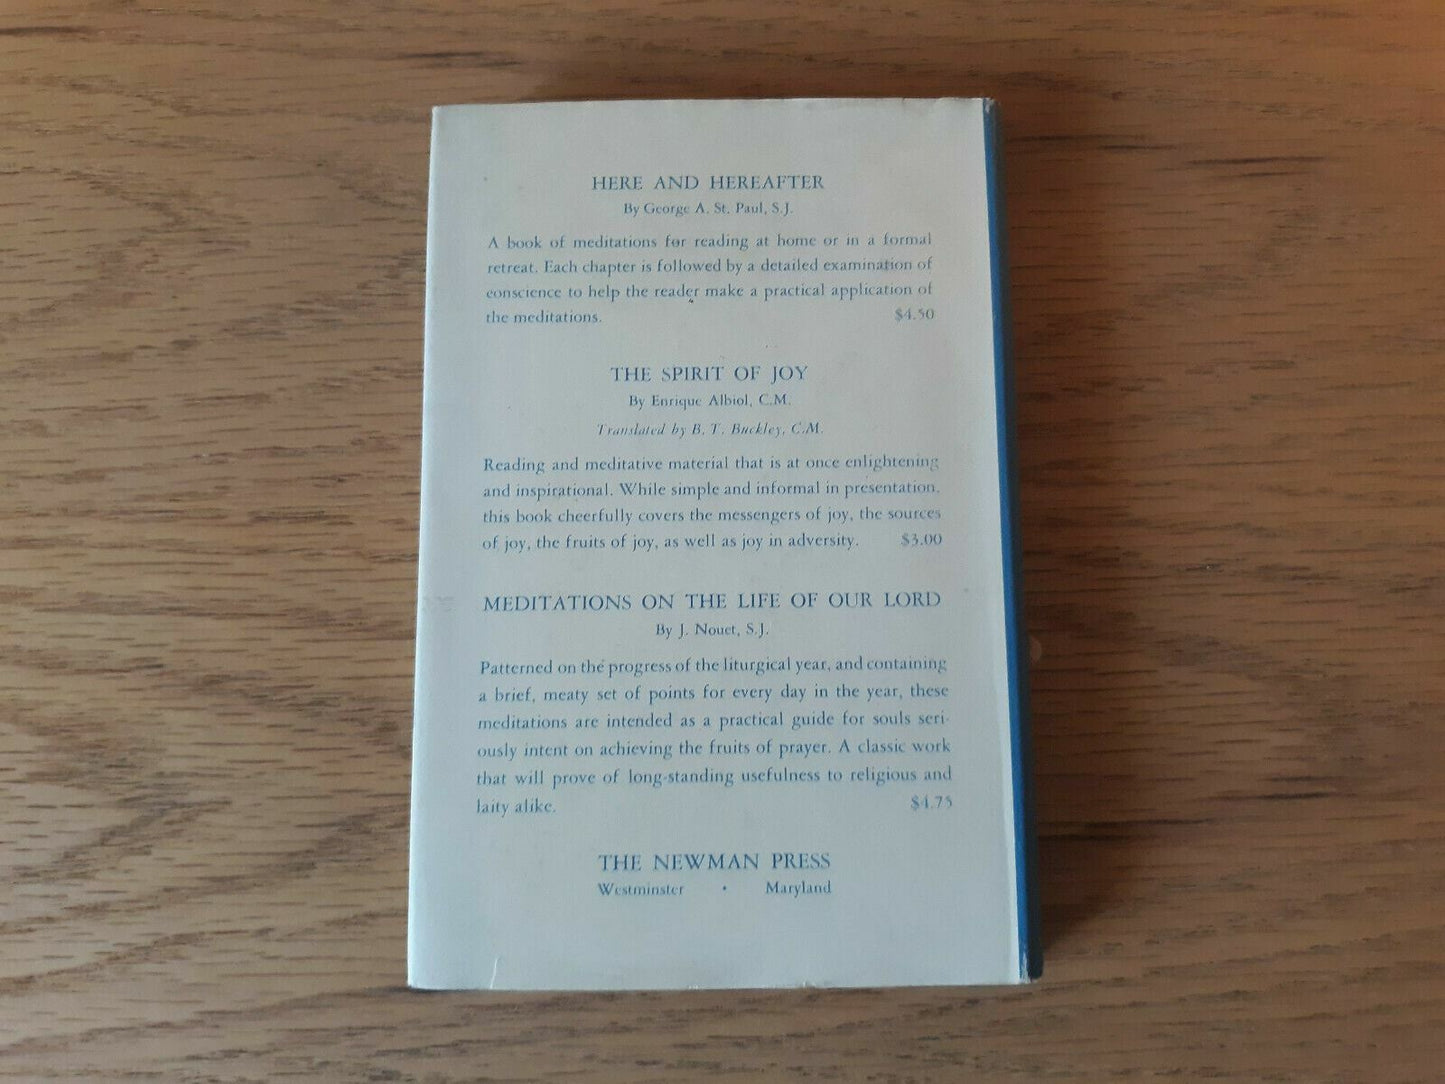 HERE AND HEREAFTER
By George A. St. Paul, S.J.
A book of meditations for reading at home or in a formal
retreat. Each chapter is followed by a detailed examination of
conscience to help the reader make a practical application of
the meditations. $4.50
THE SPIRIT OF JOY
By Enrique Albiol, C.M.
Translated by B. T. Buckley, C.M.
Reading and meditative material that is at once enlightening
and inspirational. While simple and informal in presentation,
this book cheerfully covers the messengers of joy, the sources
of joy, the fruits of joy, as well as joy in adversity. $3.00
MEDITATIONS ON THE LIFE OF OUR LORD
By J. Nouet, S.J.
Patterned on the progress of the liturgical year, and containing
a brief, meaty set of points for every day in the year, these
meditations are intended as a practical guide for souls seri-
ously intent on achieving the fruits of prayer. A classic work
that will prove of long-standing usefulness to religious and
laity alike. $4.75
THE NEWMAN PRESS
Westminster • Maryland